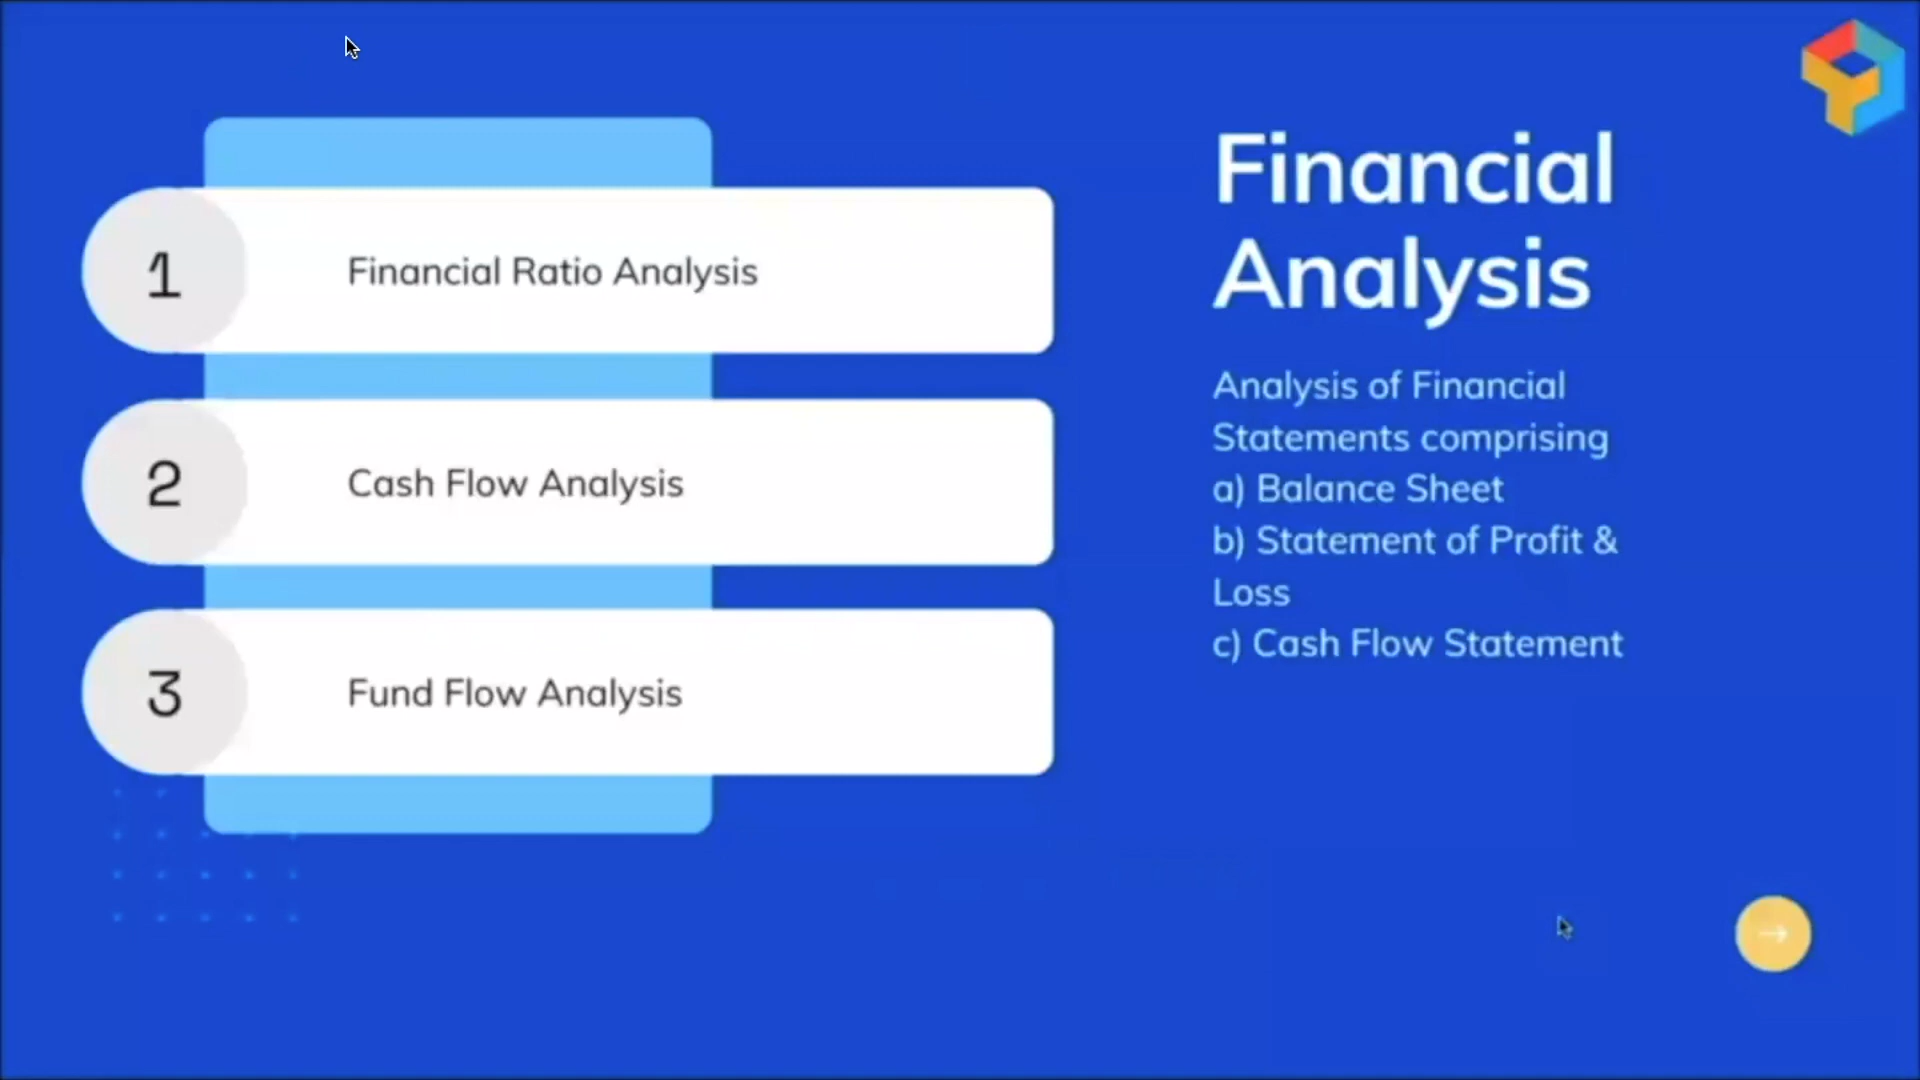 1
Financial Ratio Analysis
2
Cash Flow Analysis
3
Fund Flow Analysis
Financial
Analysis
Analysis of Financial
Statements comprising
a) Balance Sheet
b) Statement of Profit &
Loss
c) Cash Flow Statement